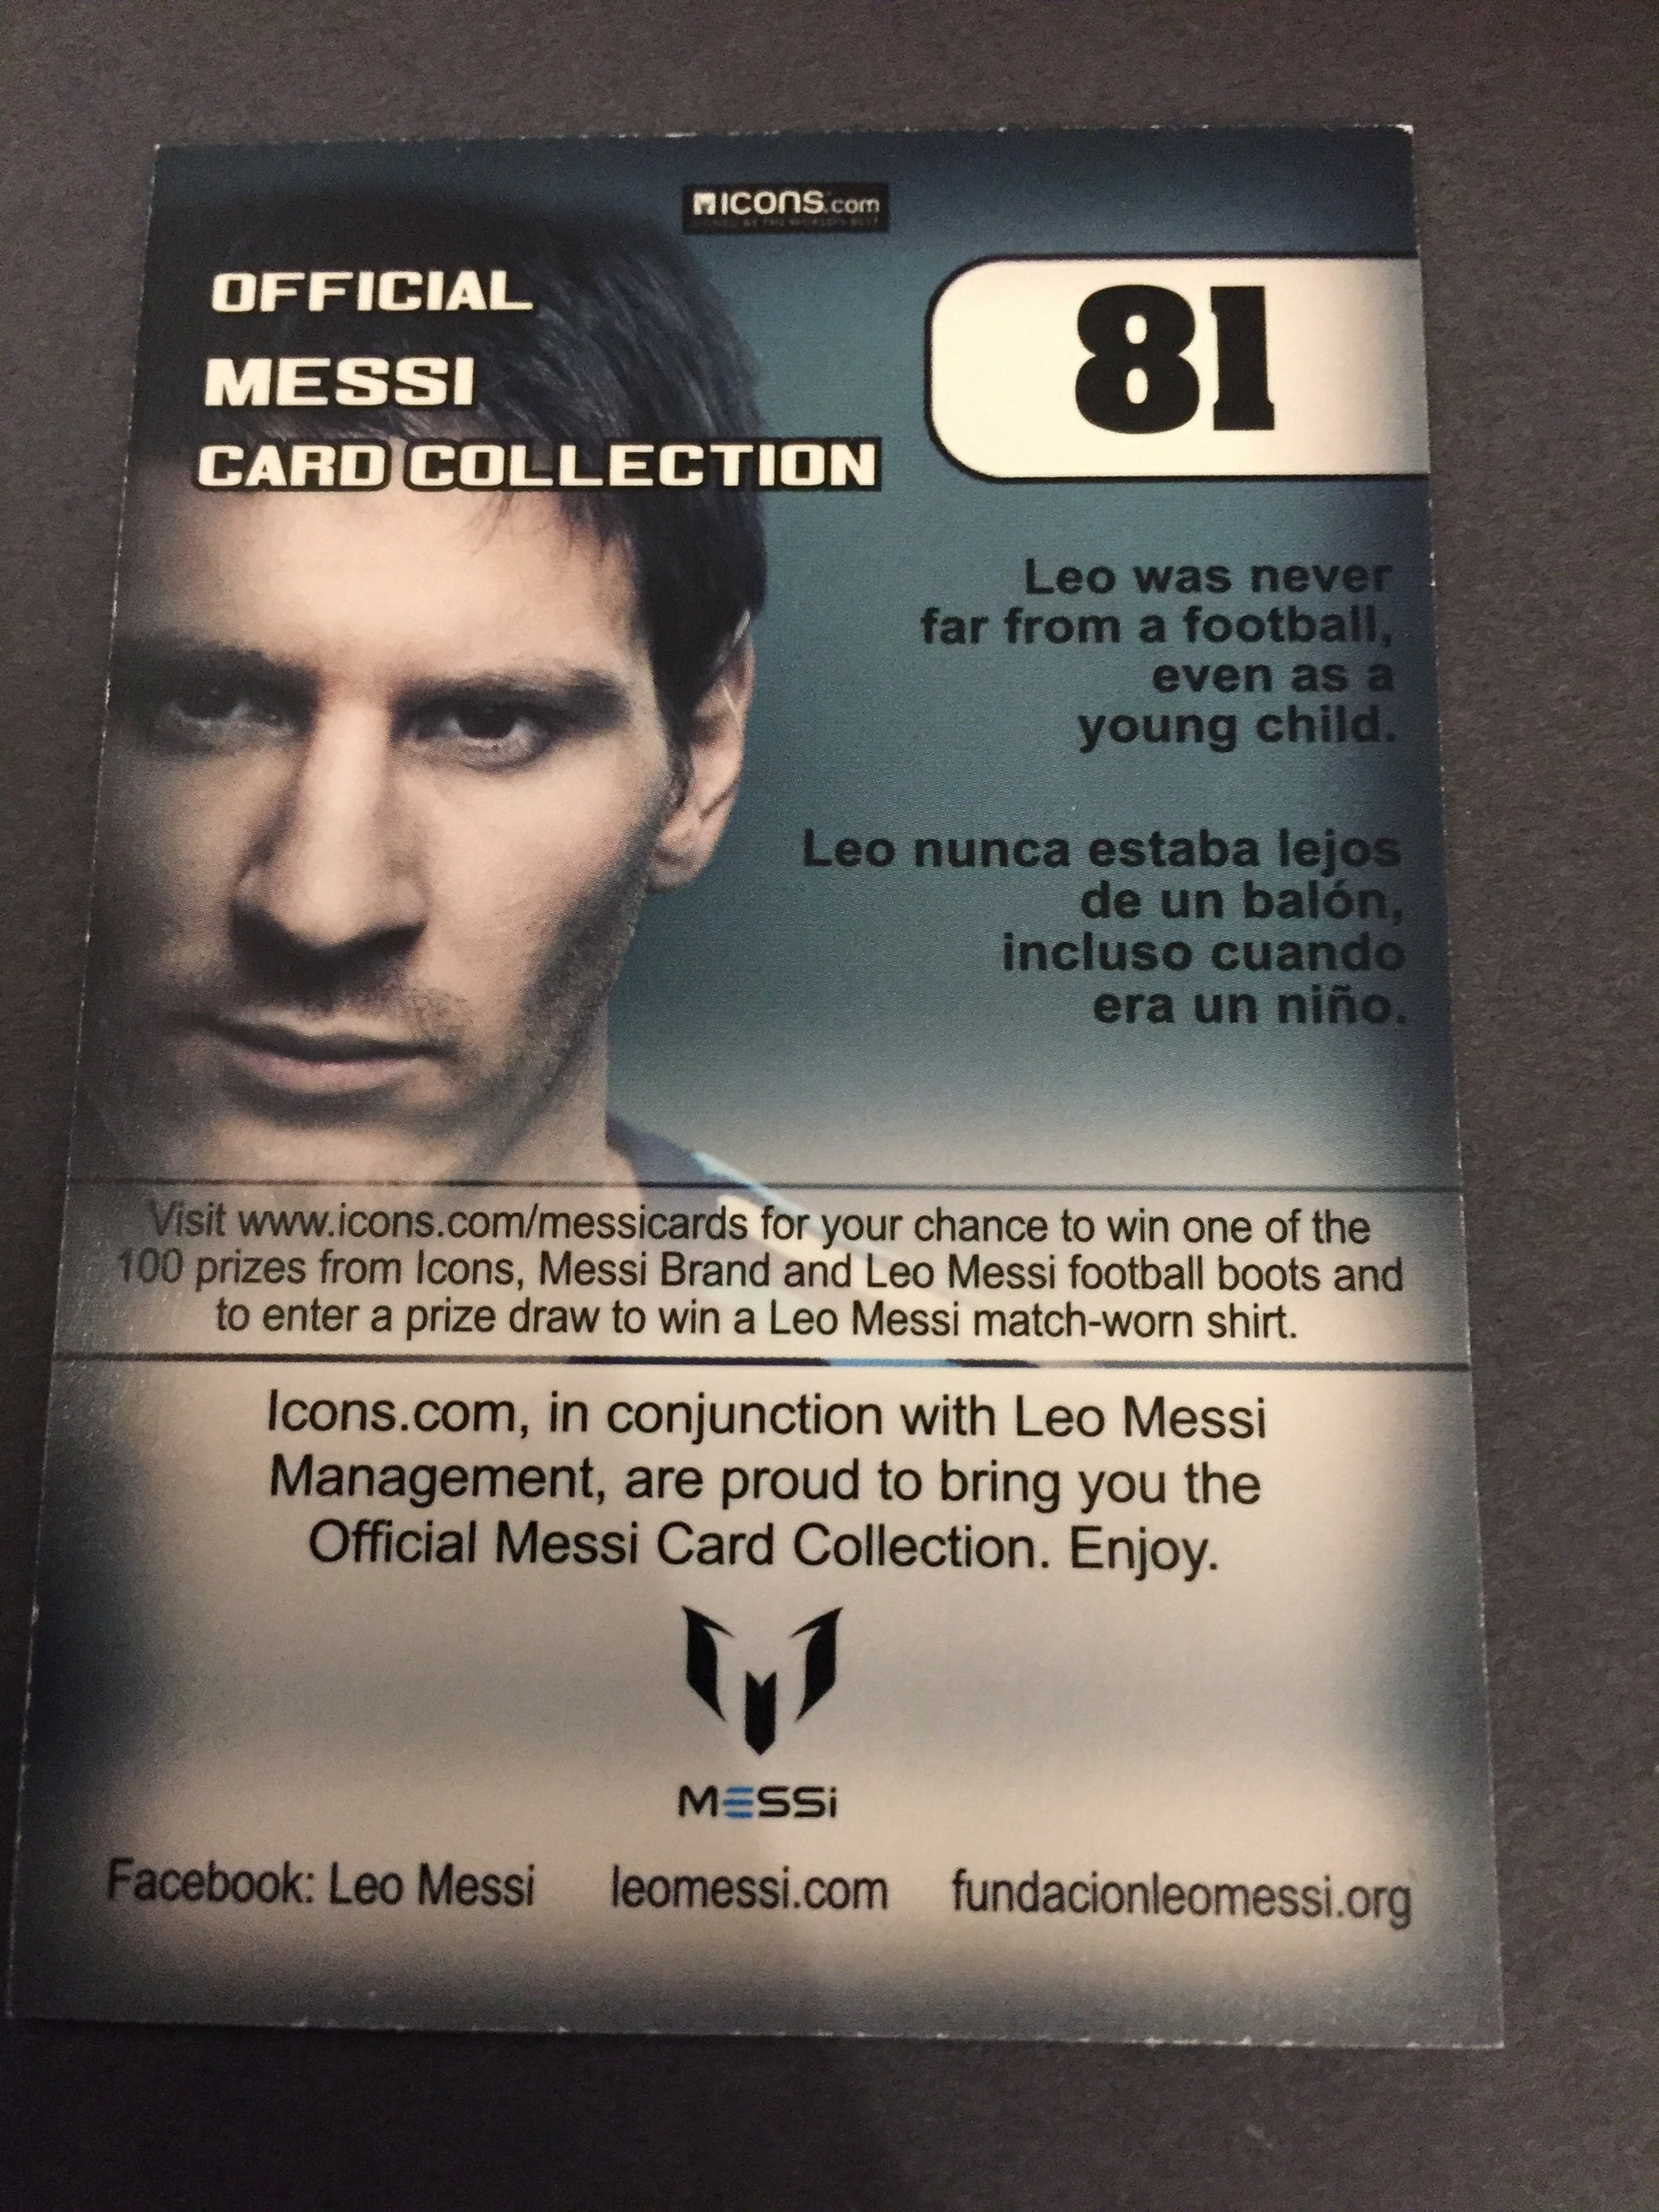 ICONS.com
OFFICIAL
MESSI
CARD COLLECTION
81
Leo was never
far from a football,
even as a
young child.
Leo nunca estaba lejos
de un balón,
incluso cuando
era un niño.
Visit www.icons.com/messicards for your chance to win one of the
100 prizes from Icons, Messi Brand and Leo Messi football boots and
to enter a prize draw to win a Leo Messi match-worn shirt.
Icons.com, in conjunction with Leo Messi
Management, are proud to bring you the
Official Messi Card Collection. Enjoy.
MESSi
Facebook: Leo Messi leomessi.com fundacionleomessi.org